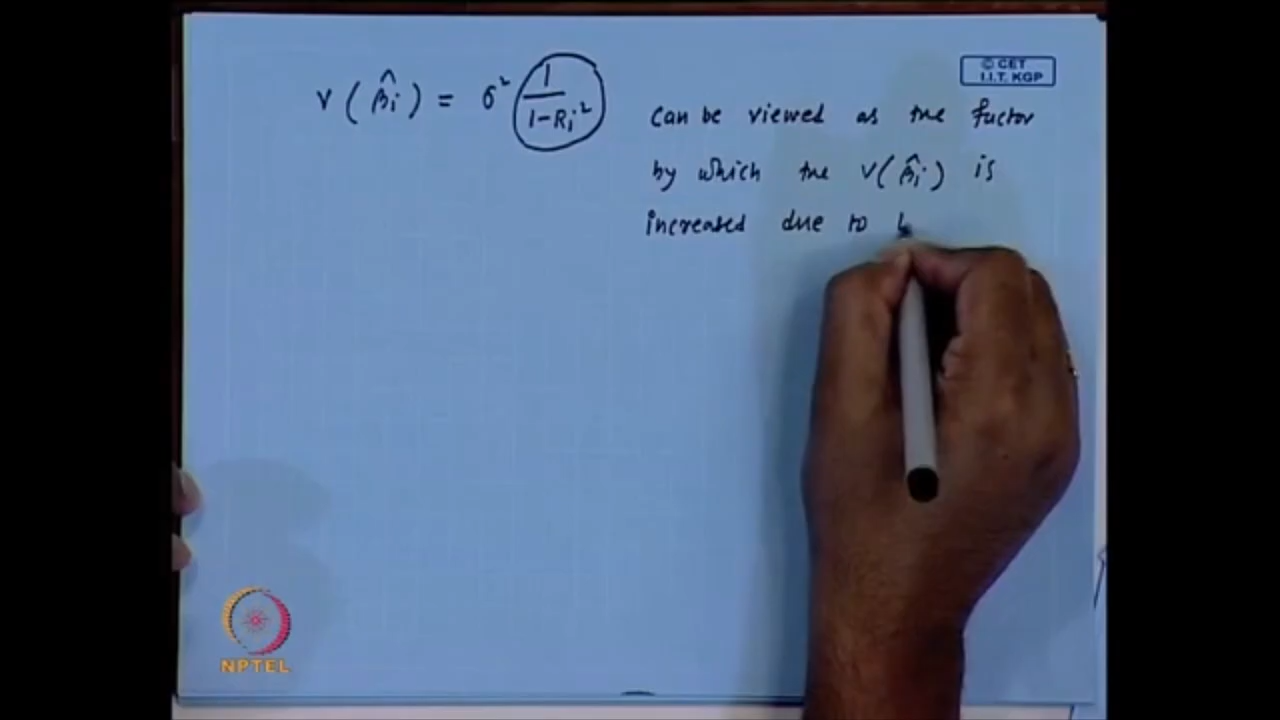 © CET
I.I.T. KGP
V(β̂i) = σ² 1/(1-Ri²)
can be viewed as the factor
by which the V(β̂i) is
increased due to
NPTEL